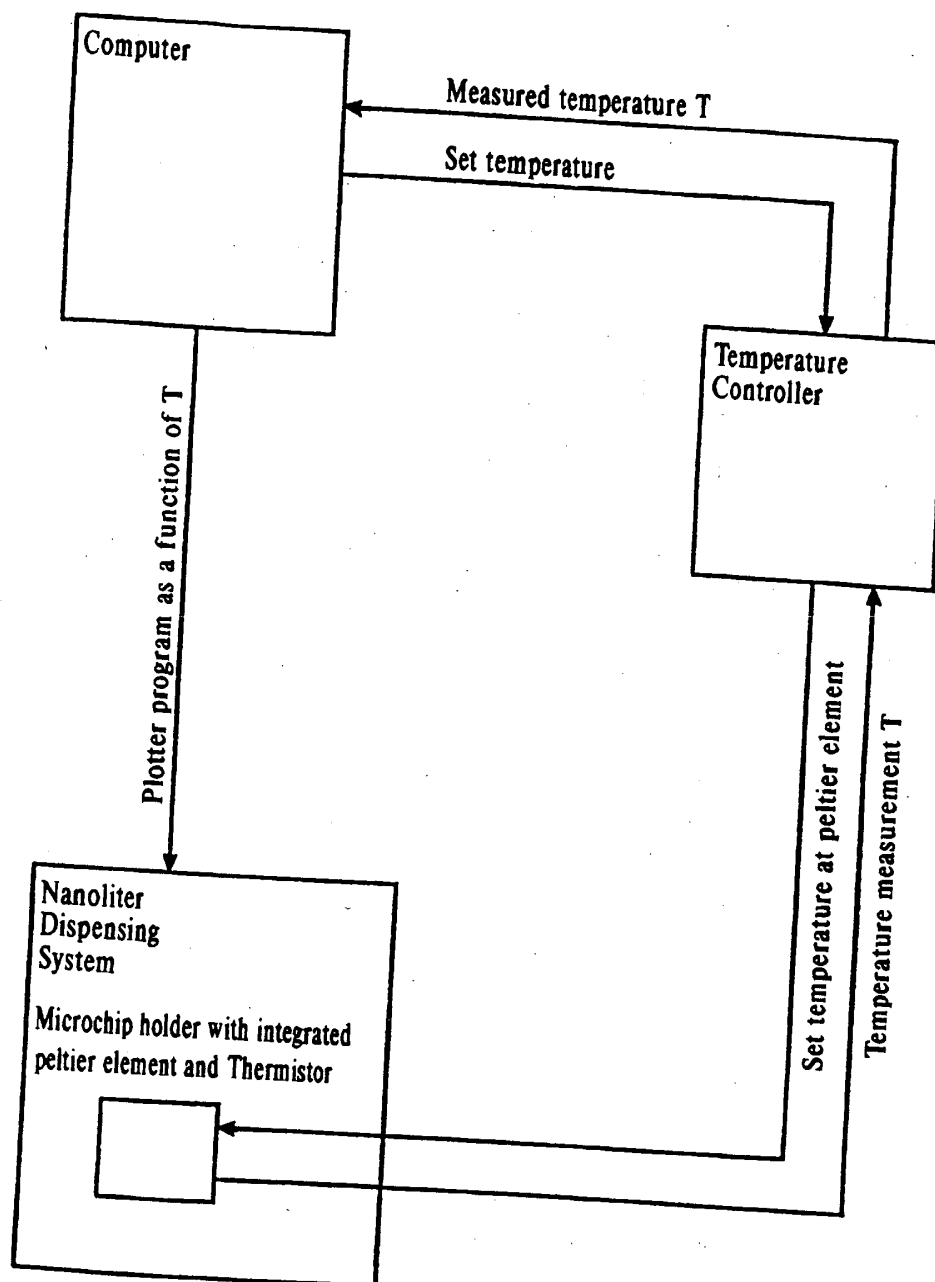 Computer
Measured temperature T
Set temperature
Temperature
Controller
Plotter program as a function of T
Set temperature at peltier element
Temperature measurement T
Nanoliter
Dispensing
System
Microchip holder with integrated
peltier element and Thermistor